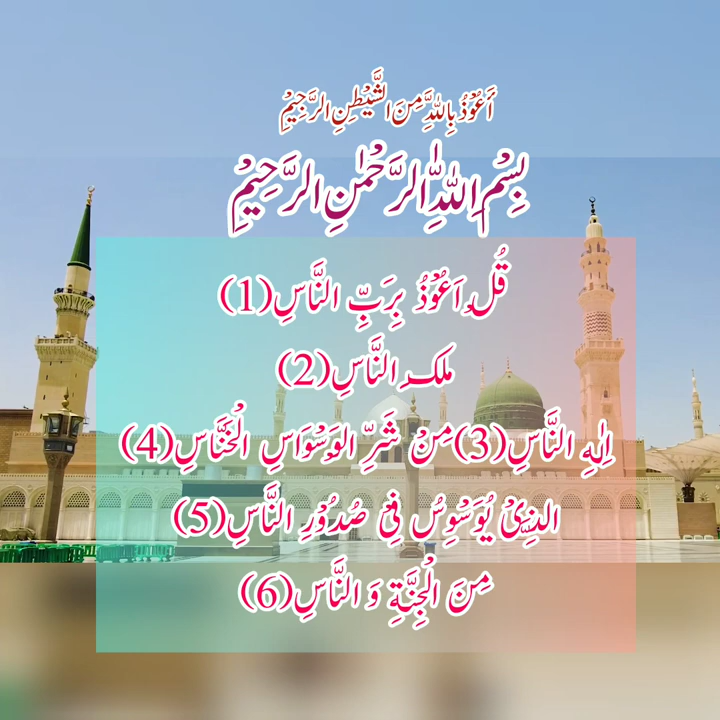 أَعُوْذُ بِاللّٰهِ مِنَ الشَّيْطٰنِ الرَّجِيْمِ
بِسْمِ اللّٰهِ الرَّحْمٰنِ الرَّحِيْمِ
قُلْ اَعُوْذُ بِرَبِّ النَّاسِ(1)
مَلِكِ النَّاسِ(2)
اِلٰهِ النَّاسِ(3)مِنْ شَرِّ الْوَسْوَاسِ الْخَنَّاسِ(4)
الَّذِیْ یُوَسْوِسُ فِیْ صُدُوْرِ النَّاسِ(5)
مِنَ الْجِنَّةِ وَ النَّاسِ(6)